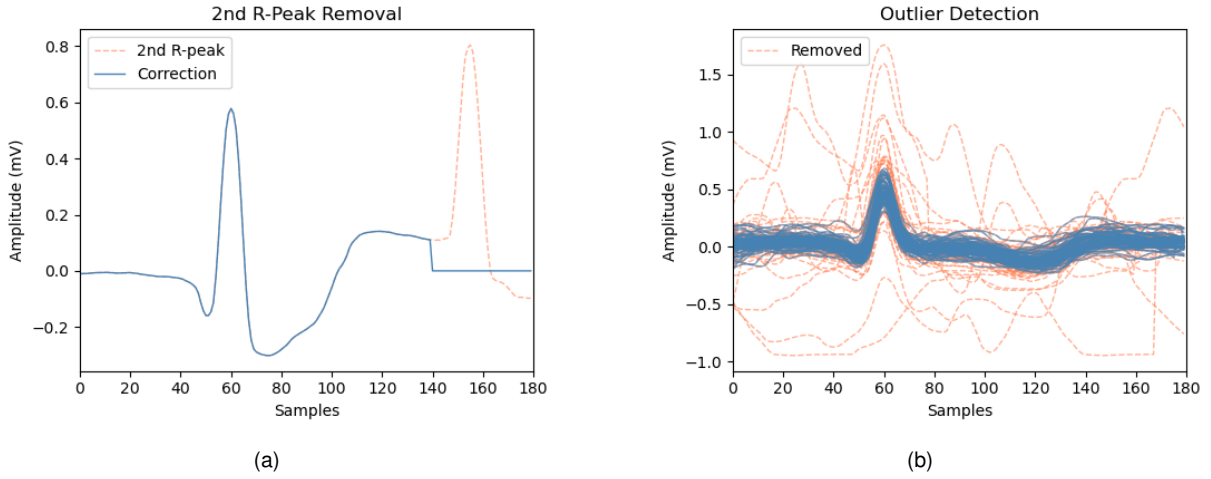 2nd R-Peak Removal
0.8
0.6
0.4
0.2
0.0
−0.2
Amplitude (mV)
2nd R-peak
Correction
0 20 40 60 80 100 120 140 160 180
Samples
(a)
Outlier Detection
1.5
1.0
0.5
0.0
−0.5
−1.0
Amplitude (mV)
Removed
0 20 40 60 80 100 120 140 160 180
Samples
(b)